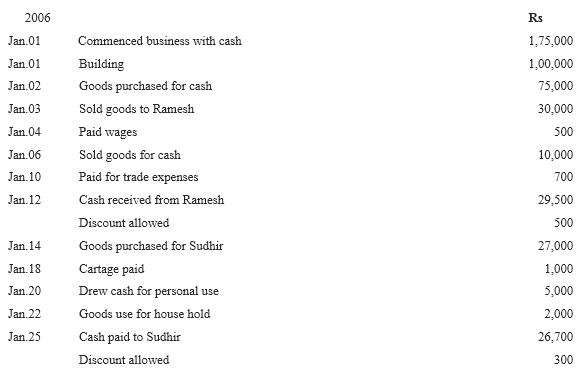 2006 Rs
Jan.01 Commenced business with cash 1,75,000
Jan.01 Building 1,00,000
Jan.02 Goods purchased for cash 75,000
Jan.03 Sold goods to Ramesh 30,000
Jan.04 Paid wages 500
Jan.06 Sold goods for cash 10,000
Jan.10 Paid for trade expenses 700
Jan.12 Cash received from Ramesh 29,500
Discount allowed 500
Jan.14 Goods purchased for Sudhir 27,000
Jan.18 Cartage paid 1,000
Jan.20 Drew cash for personal use 5,000
Jan.22 Goods use for house hold 2,000
Jan.25 Cash paid to Sudhir 26,700
Discount allowed 300